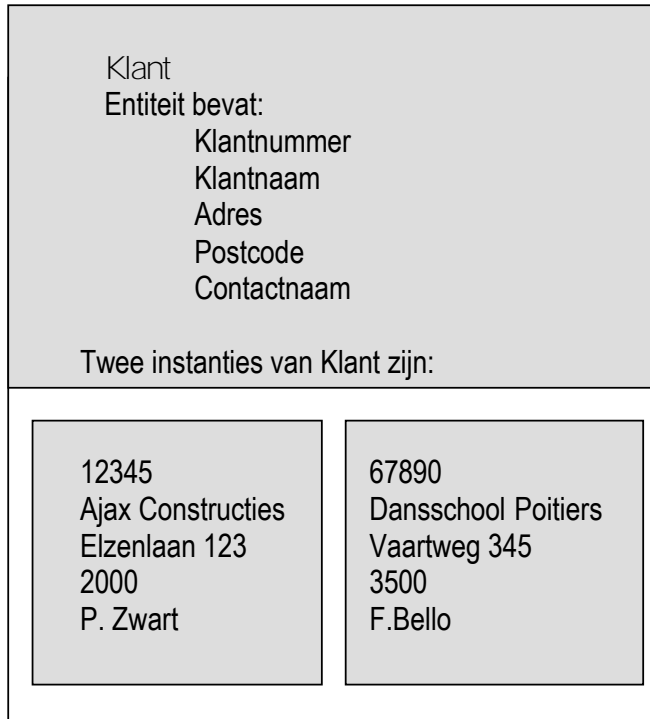 Klant
Entiteit bevat:
Klantnummer
Klantnaam
Adres
Postcode
Contactnaam
Twee instanties van Klant zijn:
12345
Ajax Constructies
Elzenlaan 123
2000
P. Zwart
67890
Dansschool Poitiers
Vaartweg 345
3500
F.Bello